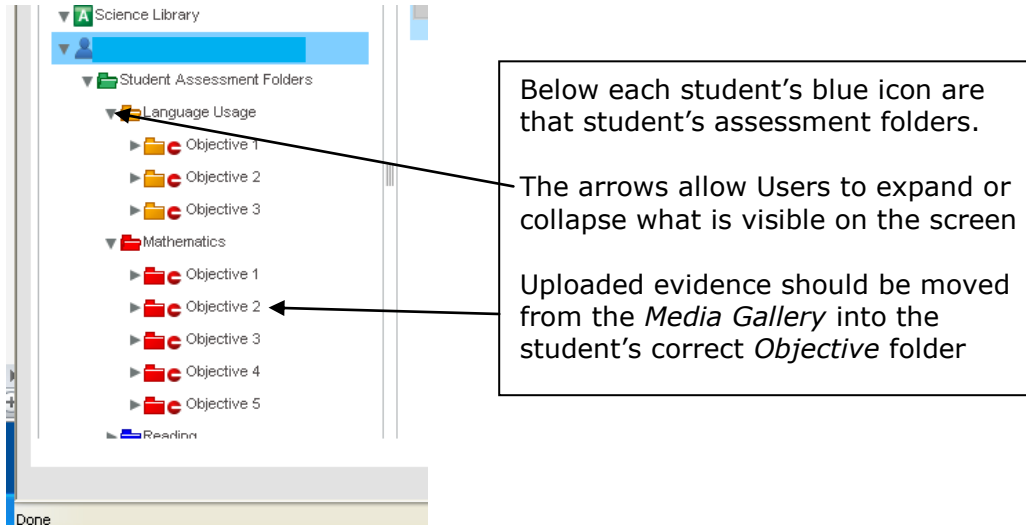 Science Library
Student Assessment Folders
Language Usage
Objective 1
Objective 2
Objective 3
Mathematics
Objective 1
Objective 2
Objective 3
Objective 4
Objective 5
Reading
Done
Below each student’s blue icon are
that student’s assessment folders.
The arrows allow Users to expand or
collapse what is visible on the screen
Uploaded evidence should be moved
from the Media Gallery into the
student’s correct Objective folder